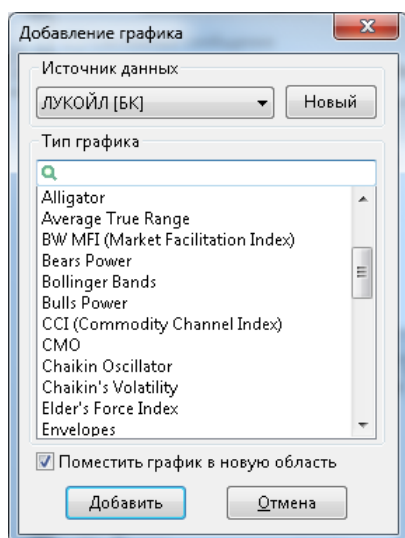 Добавление графика
Источник данных
ЛУКОЙЛ [БК]
Новый
Тип графика
Alligator
Average True Range
BW MFI (Market Facilitation Index)
Bears Power
Bollinger Bands
Bulls Power
CCI (Commodity Channel Index)
CMO
Chaikin Oscillator
Chaikin's Volatility
Elder's Force Index
Envelopes
Поместить график в новую область
Добавить
Отмена